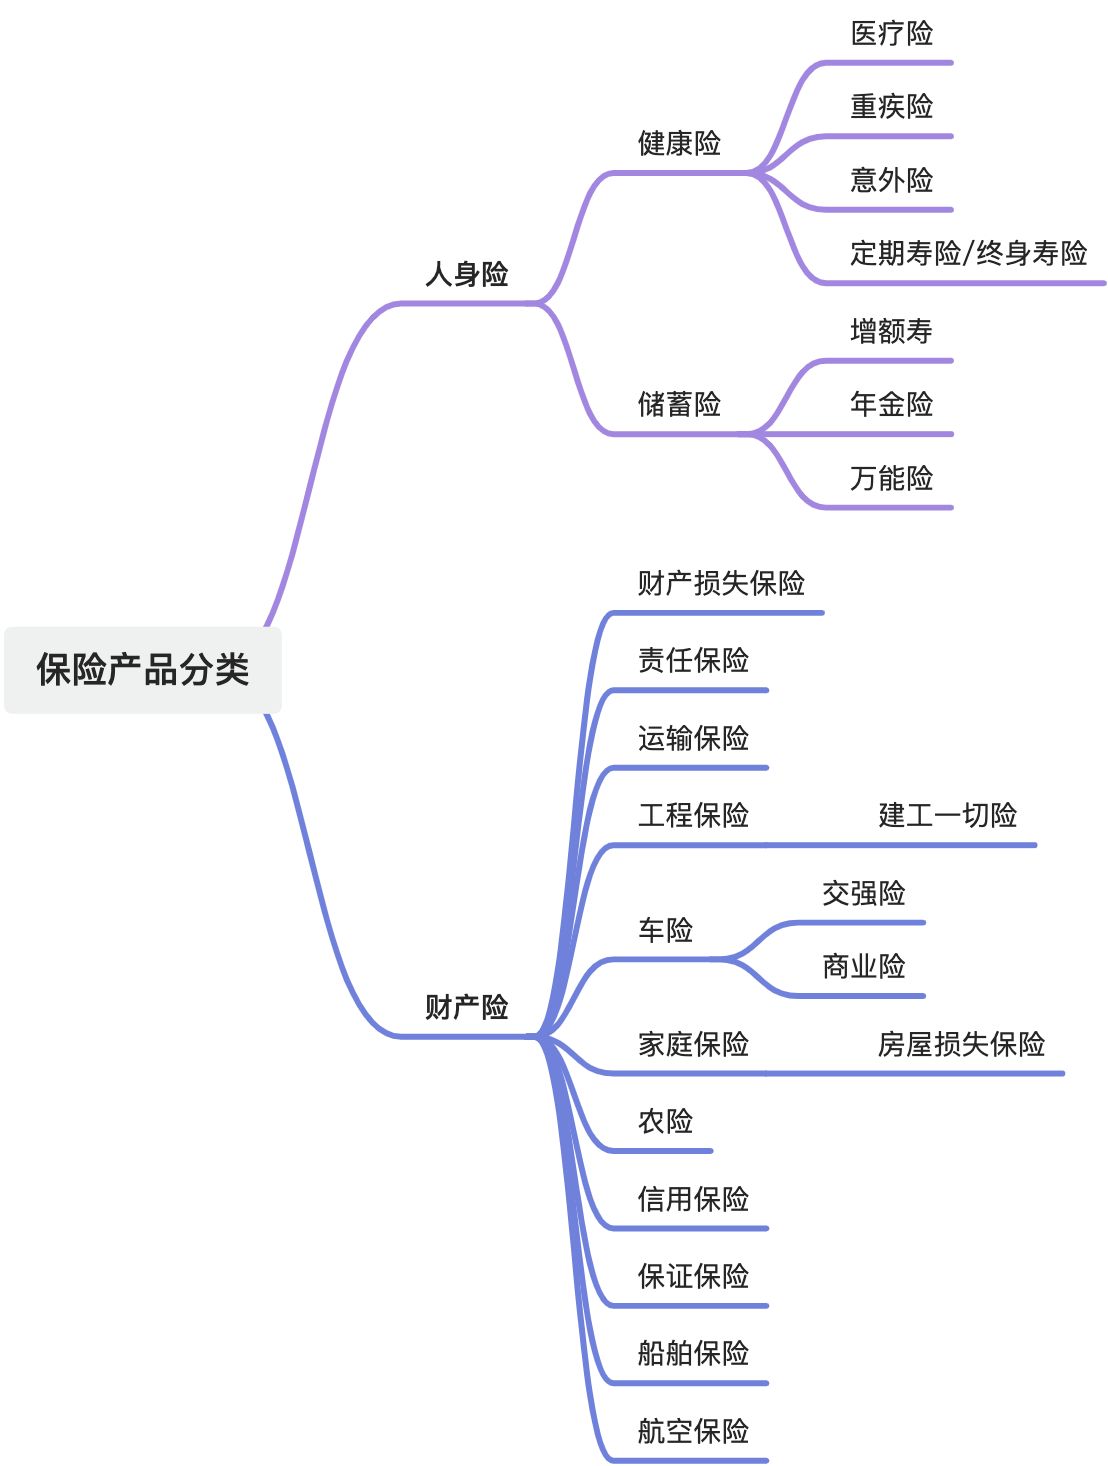 保险产品分类
人身险
健康险
医疗险
重疾险
意外险
定期寿险/终身寿险
储蓄险
增额寿
年金险
万能险
财产险
财产损失保险
责任保险
运输保险
工程保险
建工一切险
车险
交强险
商业险
家庭保险
房屋损失保险
农险
信用保险
保证保险
船舶保险
航空保险